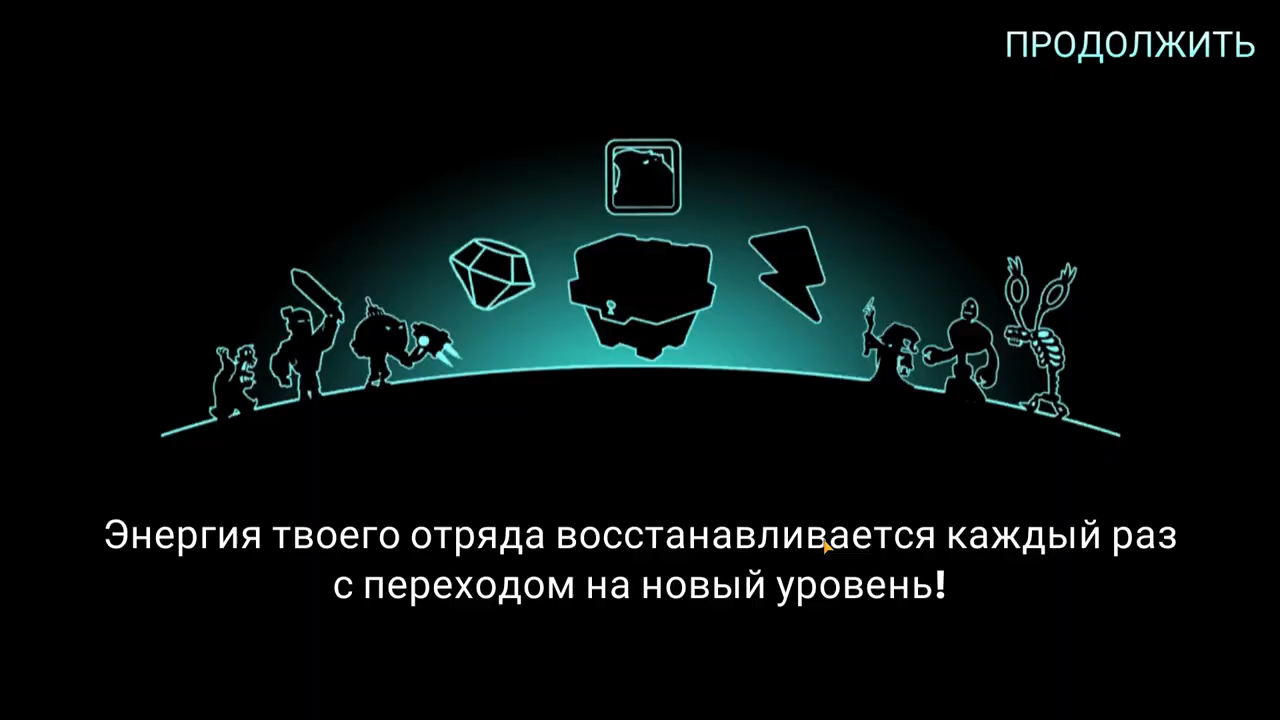 ПРОДОЛЖИТЬ
Энергия твоего отряда восстанавливается каждый раз
с переходом на новый уровень!